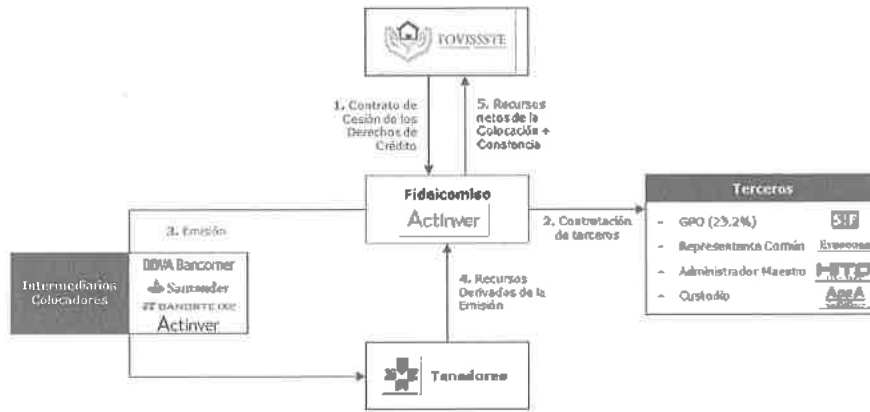 FOVISSSTE
1. Contrato de
Cesión de los
Derechos de
Crédito
5. Recursos
netos de la
Colocación +
Constancia
Fideicomiso
Actinver
3. Emisión
2. Contratación
de terceros
Terceros
- GPO (23.2%) SHF
- Representante Común
- Administrador Maestro HiTO
- Custodio
Intermediarios
Colocadores
BBVA Bancomer
Santander
BANORTE IXE
Actinver
4. Recursos
Derivados de la
Emisión
Tenedores